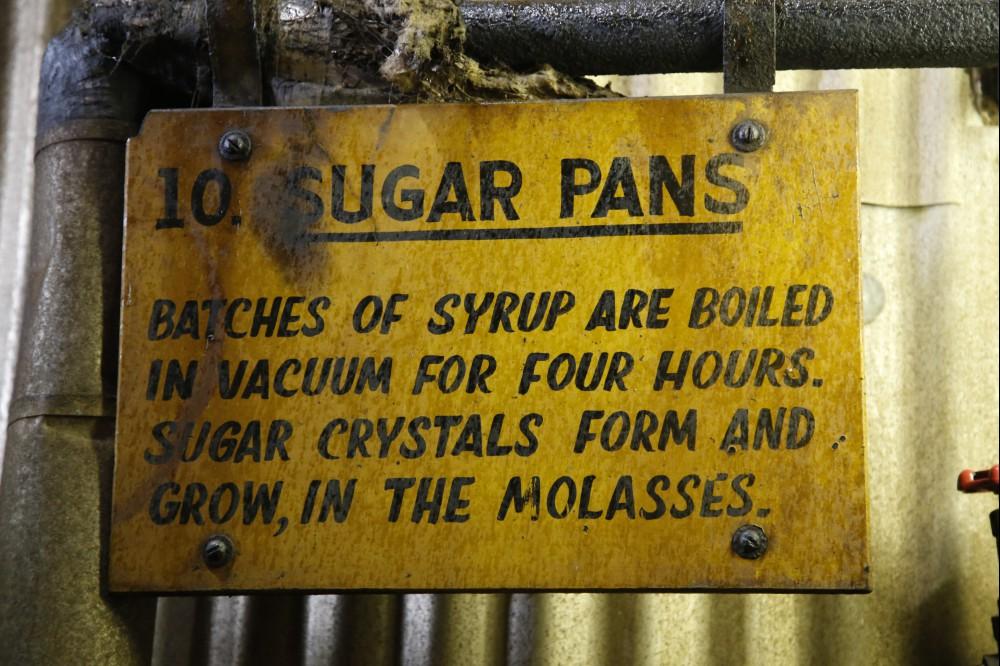 10. SUGAR PANS
BATCHES OF SYRUP ARE BOILED
IN VACUUM FOR FOUR HOURS.
SUGAR CRYSTALS FORM AND
GROW, IN THE MOLASSES.